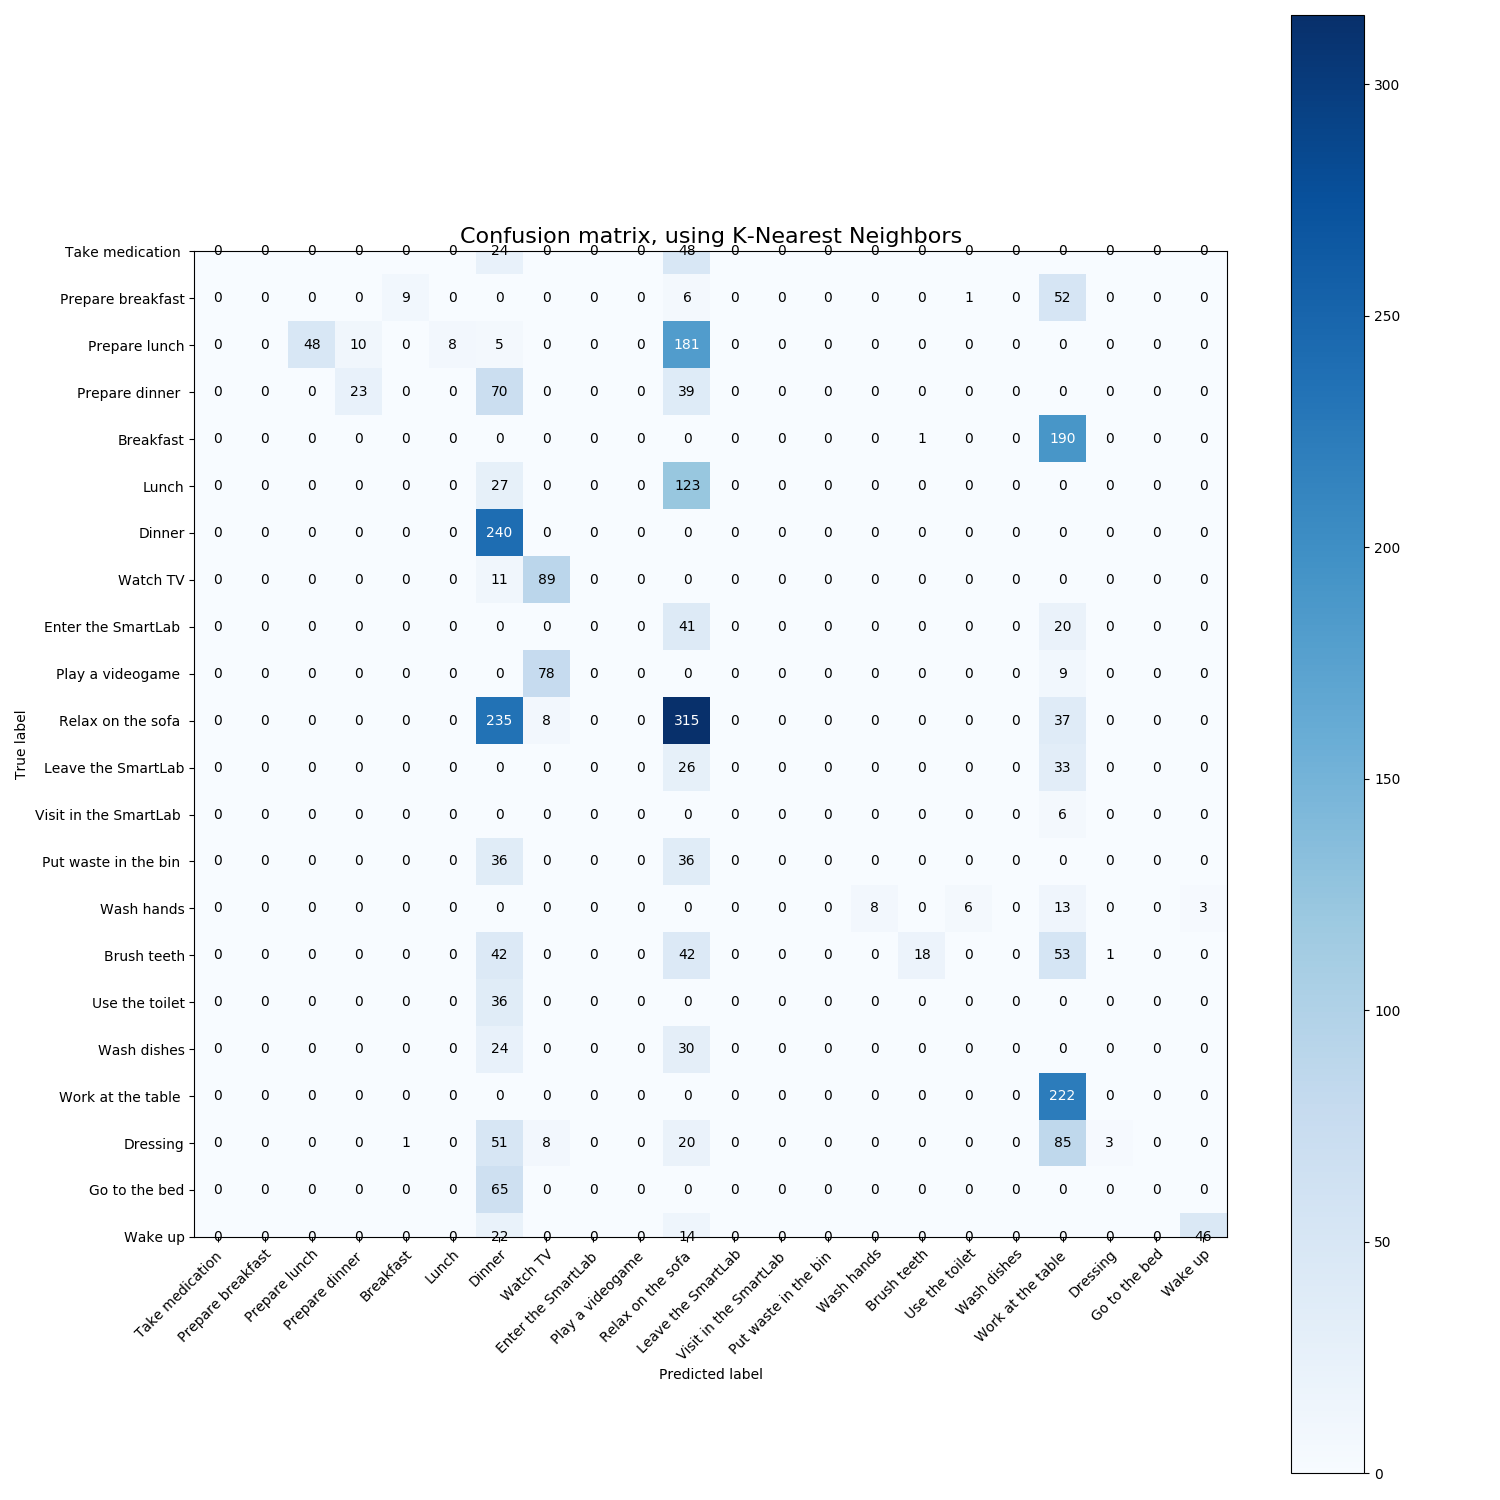 Confusion matrix, using K-Nearest Neighbors
Take medication 0 0 0 0 0 0 24 0 0 0 48 0 0 0 0 0 0 0 0 0 0 0
Prepare breakfast 0 0 0 0 9 0 0 0 0 0 6 0 0 0 0 0 1 0 52 0 0 0
Prepare lunch 0 0 48 10 0 8 5 0 0 0 181 0 0 0 0 0 0 0 0 0 0 0
Prepare dinner 0 0 0 23 0 0 70 0 0 0 39 0 0 0 0 0 0 0 0 0 0 0
Breakfast 0 0 0 0 0 0 0 0 0 0 0 0 0 0 0 1 0 0 190 0 0 0
Lunch 0 0 0 0 0 0 27 0 0 0 123 0 0 0 0 0 0 0 0 0 0 0
Dinner 0 0 0 0 0 0 240 0 0 0 0 0 0 0 0 0 0 0 0 0 0 0
Watch TV 0 0 0 0 0 0 11 89 0 0 0 0 0 0 0 0 0 0 0 0 0 0
Enter the SmartLab 0 0 0 0 0 0 0 0 0 0 41 0 0 0 0 0 0 0 20 0 0 0
Play a videogame 0 0 0 0 0 0 0 78 0 0 0 0 0 0 0 0 0 0 9 0 0 0
Relax on the sofa 0 0 0 0 0 0 235 8 0 0 315 0 0 0 0 0 0 0 37 0 0 0
Leave the SmartLab 0 0 0 0 0 0 0 0 0 0 26 0 0 0 0 0 0 0 33 0 0 0
Visit in the SmartLab 0 0 0 0 0 0 0 0 0 0 0 0 0 0 0 0 0 0 6 0 0 0
Put waste in the bin 0 0 0 0 0 0 36 0 0 0 36 0 0 0 0 0 0 0 0 0 0 0
Wash hands 0 0 0 0 0 0 0 0 0 0 0 0 0 0 8 0 6 0 13 0 0 3
Brush teeth 0 0 0 0 0 0 42 0 0 0 42 0 0 0 0 18 0 0 53 1 0 0
Use the toilet 0 0 0 0 0 0 36 0 0 0 0 0 0 0 0 0 0 0 0 0 0 0
Wash dishes 0 0 0 0 0 0 24 0 0 0 30 0 0 0 0 0 0 0 0 0 0 0
Work at the table 0 0 0 0 0 0 0 0 0 0 0 0 0 0 0 0 0 0 222 0 0 0
Dressing 0 0 0 0 1 0 51 8 0 0 20 0 0 0 0 0 0 0 85 3 0 0
Go to the bed 0 0 0 0 0 0 65 0 0 0 0 0 0 0 0 0 0 0 0 0 0 0
Wake up 0 0 0 0 0 0 22 0 0 0 14 0 0 0 0 0 0 0 0 0 0 46
True label
Take medication
Prepare breakfast
Prepare lunch
Prepare dinner
Breakfast
Lunch
Dinner
Watch TV
Enter the SmartLab
Play a videogame
Relax on the sofa
Leave the SmartLab
Visit in the SmartLab
Put waste in the bin
Wash hands
Brush teeth
Use the toilet
Wash dishes
Work at the table
Dressing
Go to the bed
Wake up
Predicted label
300
250
200
150
100
50
0